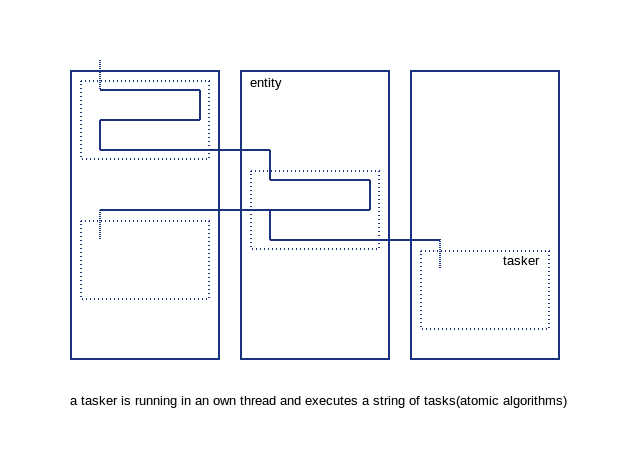 entity
tasker
a tasker is running in an own thread and executes a string of tasks(atomic algorithms)